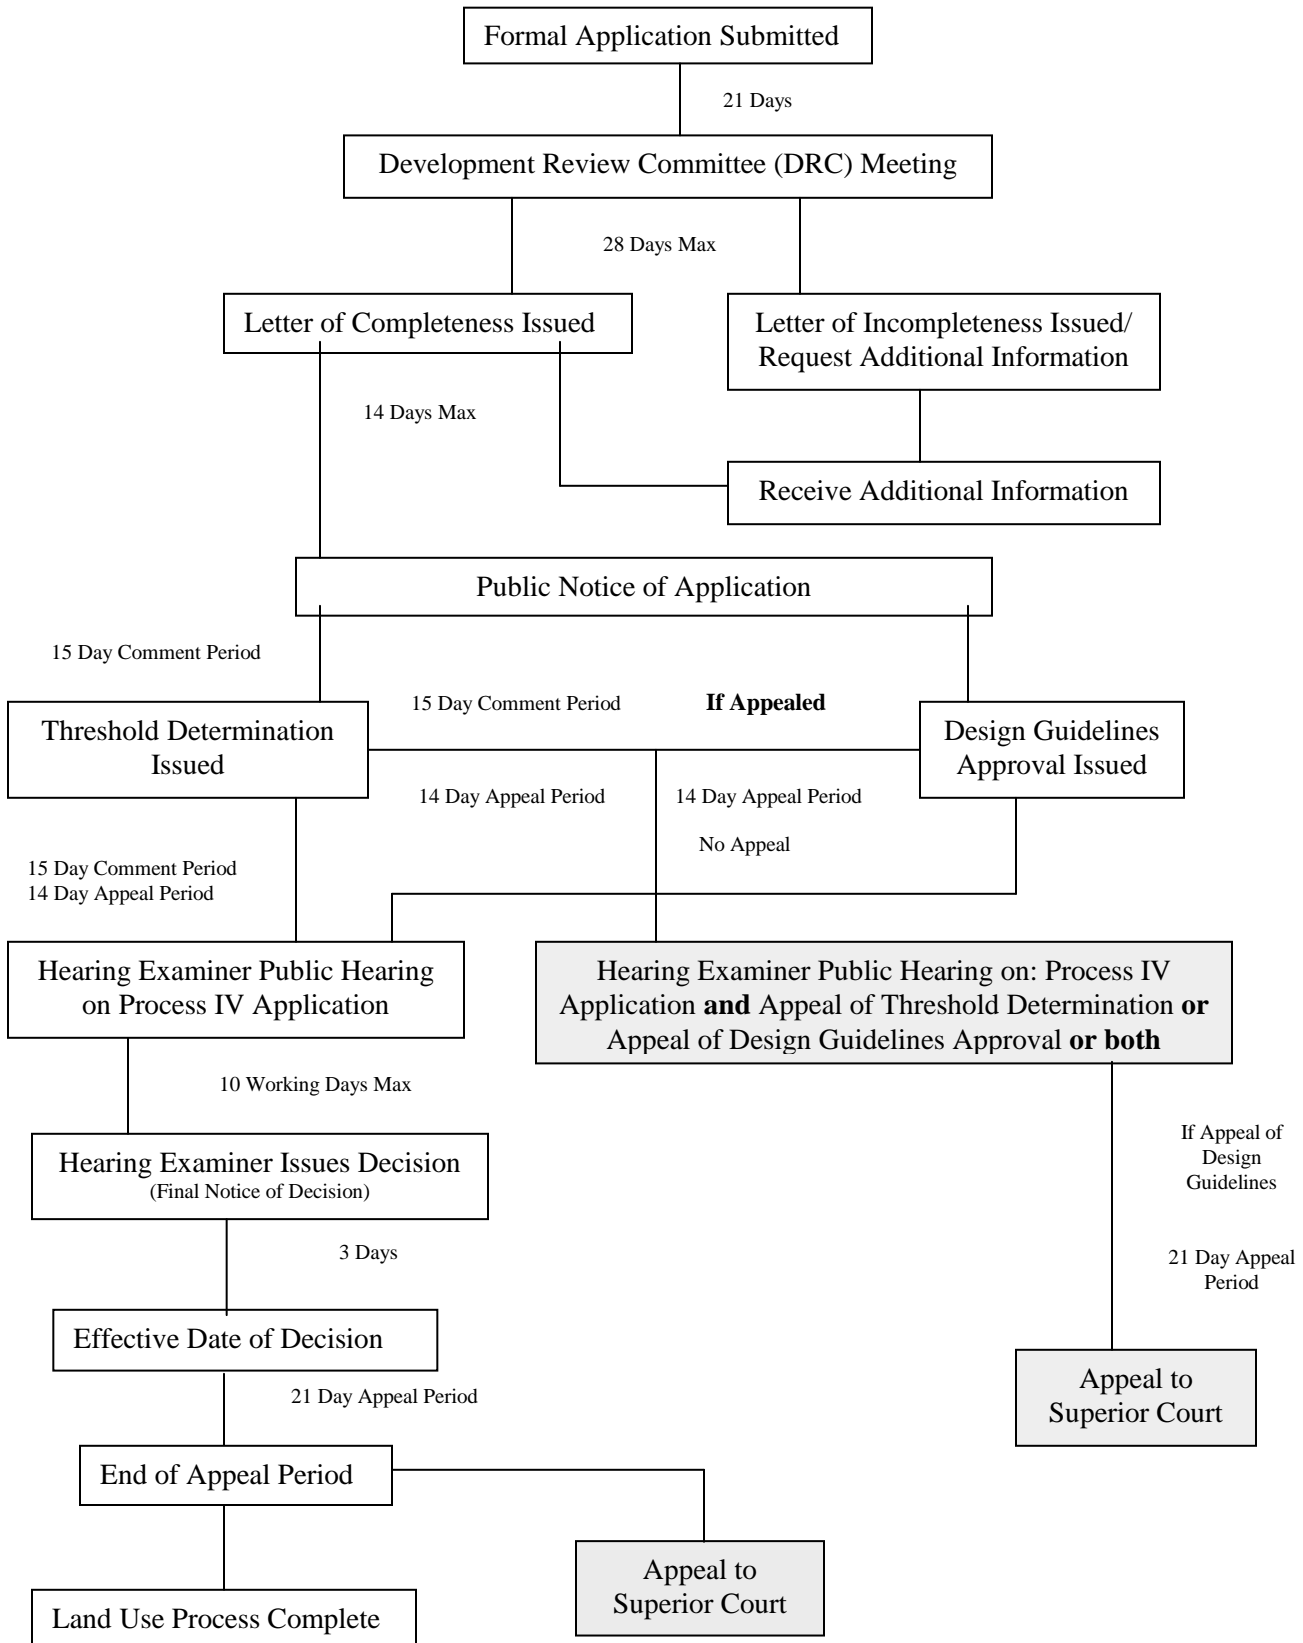 Formal Application Submitted
21 Days
Development Review Committee (DRC) Meeting
28 Days Max
Letter of Completeness Issued
Letter of Incompleteness Issued/
Request Additional Information
14 Days Max
Receive Additional Information
Public Notice of Application
15 Day Comment Period
15 Day Comment Period
If Appealed
Threshold Determination
Issued
Design Guidelines
Approval Issued
14 Day Appeal Period
14 Day Appeal Period
No Appeal
15 Day Comment Period
14 Day Appeal Period
Hearing Examiner Public Hearing
on Process IV Application
Hearing Examiner Public Hearing on: Process IV
Application and Appeal of Threshold Determination or
Appeal of Design Guidelines Approval or both
10 Working Days Max
If Appeal of
Design
Guidelines
Hearing Examiner Issues Decision
(Final Notice of Decision)
3 Days
21 Day Appeal
Period
Effective Date of Decision
21 Day Appeal Period
Appeal to
Superior Court
End of Appeal Period
Appeal to
Superior Court
Land Use Process Complete